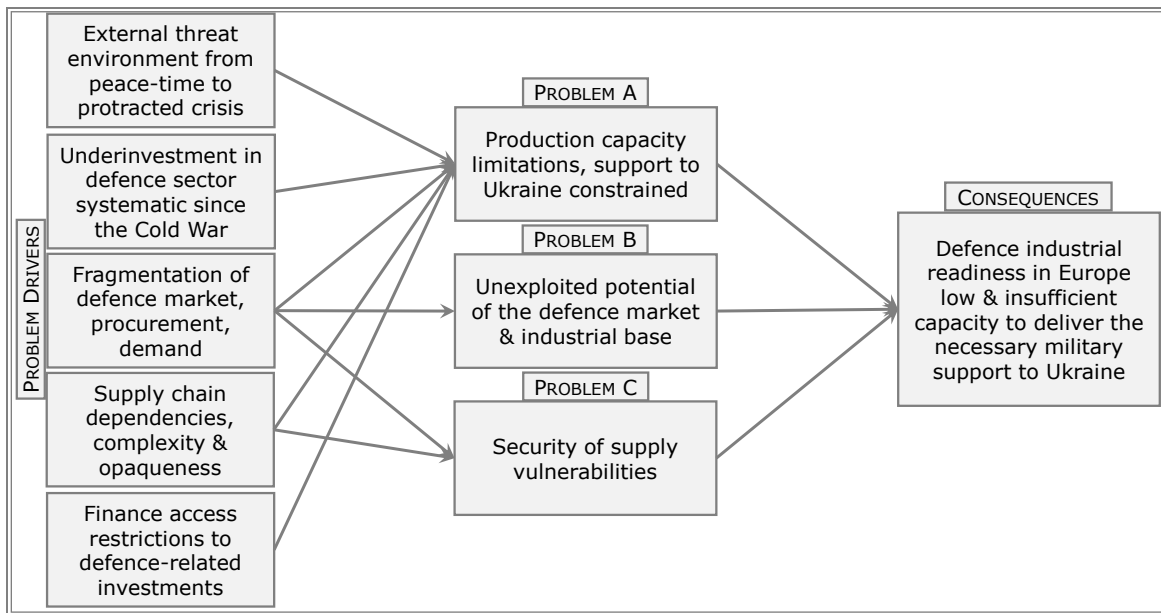 PROBLEM DRIVERS
External threat
environment from
peace-time to
protracted crisis
Underinvestment in
defence sector
systematic since
the Cold War
Fragmentation of
defence market,
procurement,
demand
Supply chain
dependencies,
complexity &
opaqueness
Finance access
restrictions to
defence-related
investments
PROBLEM A
Production capacity
limitations, support to
Ukraine constrained
PROBLEM B
Unexploited potential
of the defence market
& industrial base
PROBLEM C
Security of supply
vulnerabilities
CONSEQUENCES
Defence industrial
readiness in Europe
low & insufficient
capacity to deliver the
necessary military
support to Ukraine